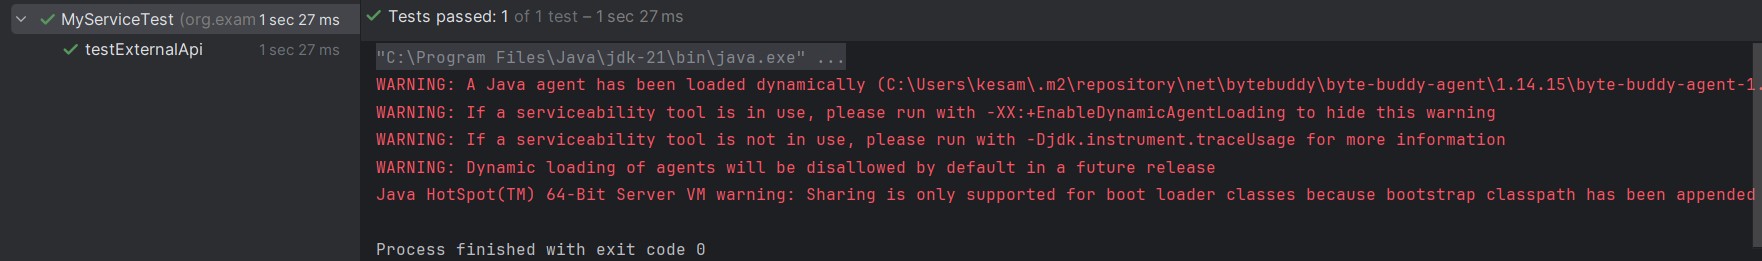 MyServiceTest (org.exam 1 sec 27 ms
testExternalApi 1 sec 27 ms
Tests passed: 1 of 1 test – 1 sec 27 ms
"C:\Program Files\Java\jdk-21\bin\java.exe" ...
WARNING: A Java agent has been loaded dynamically (C:\Users\kesam\.m2\repository\net\bytebuddy\byte-buddy-agent\1.14.15\byte-buddy-agent-1.
WARNING: If a serviceability tool is in use, please run with -XX:+EnableDynamicAgentLoading to hide this warning
WARNING: If a serviceability tool is not in use, please run with -Djdk.instrument.traceUsage for more information
WARNING: Dynamic loading of agents will be disallowed by default in a future release
Java HotSpot(TM) 64-Bit Server VM warning: Sharing is only supported for boot loader classes because bootstrap classpath has been appended
Process finished with exit code 0